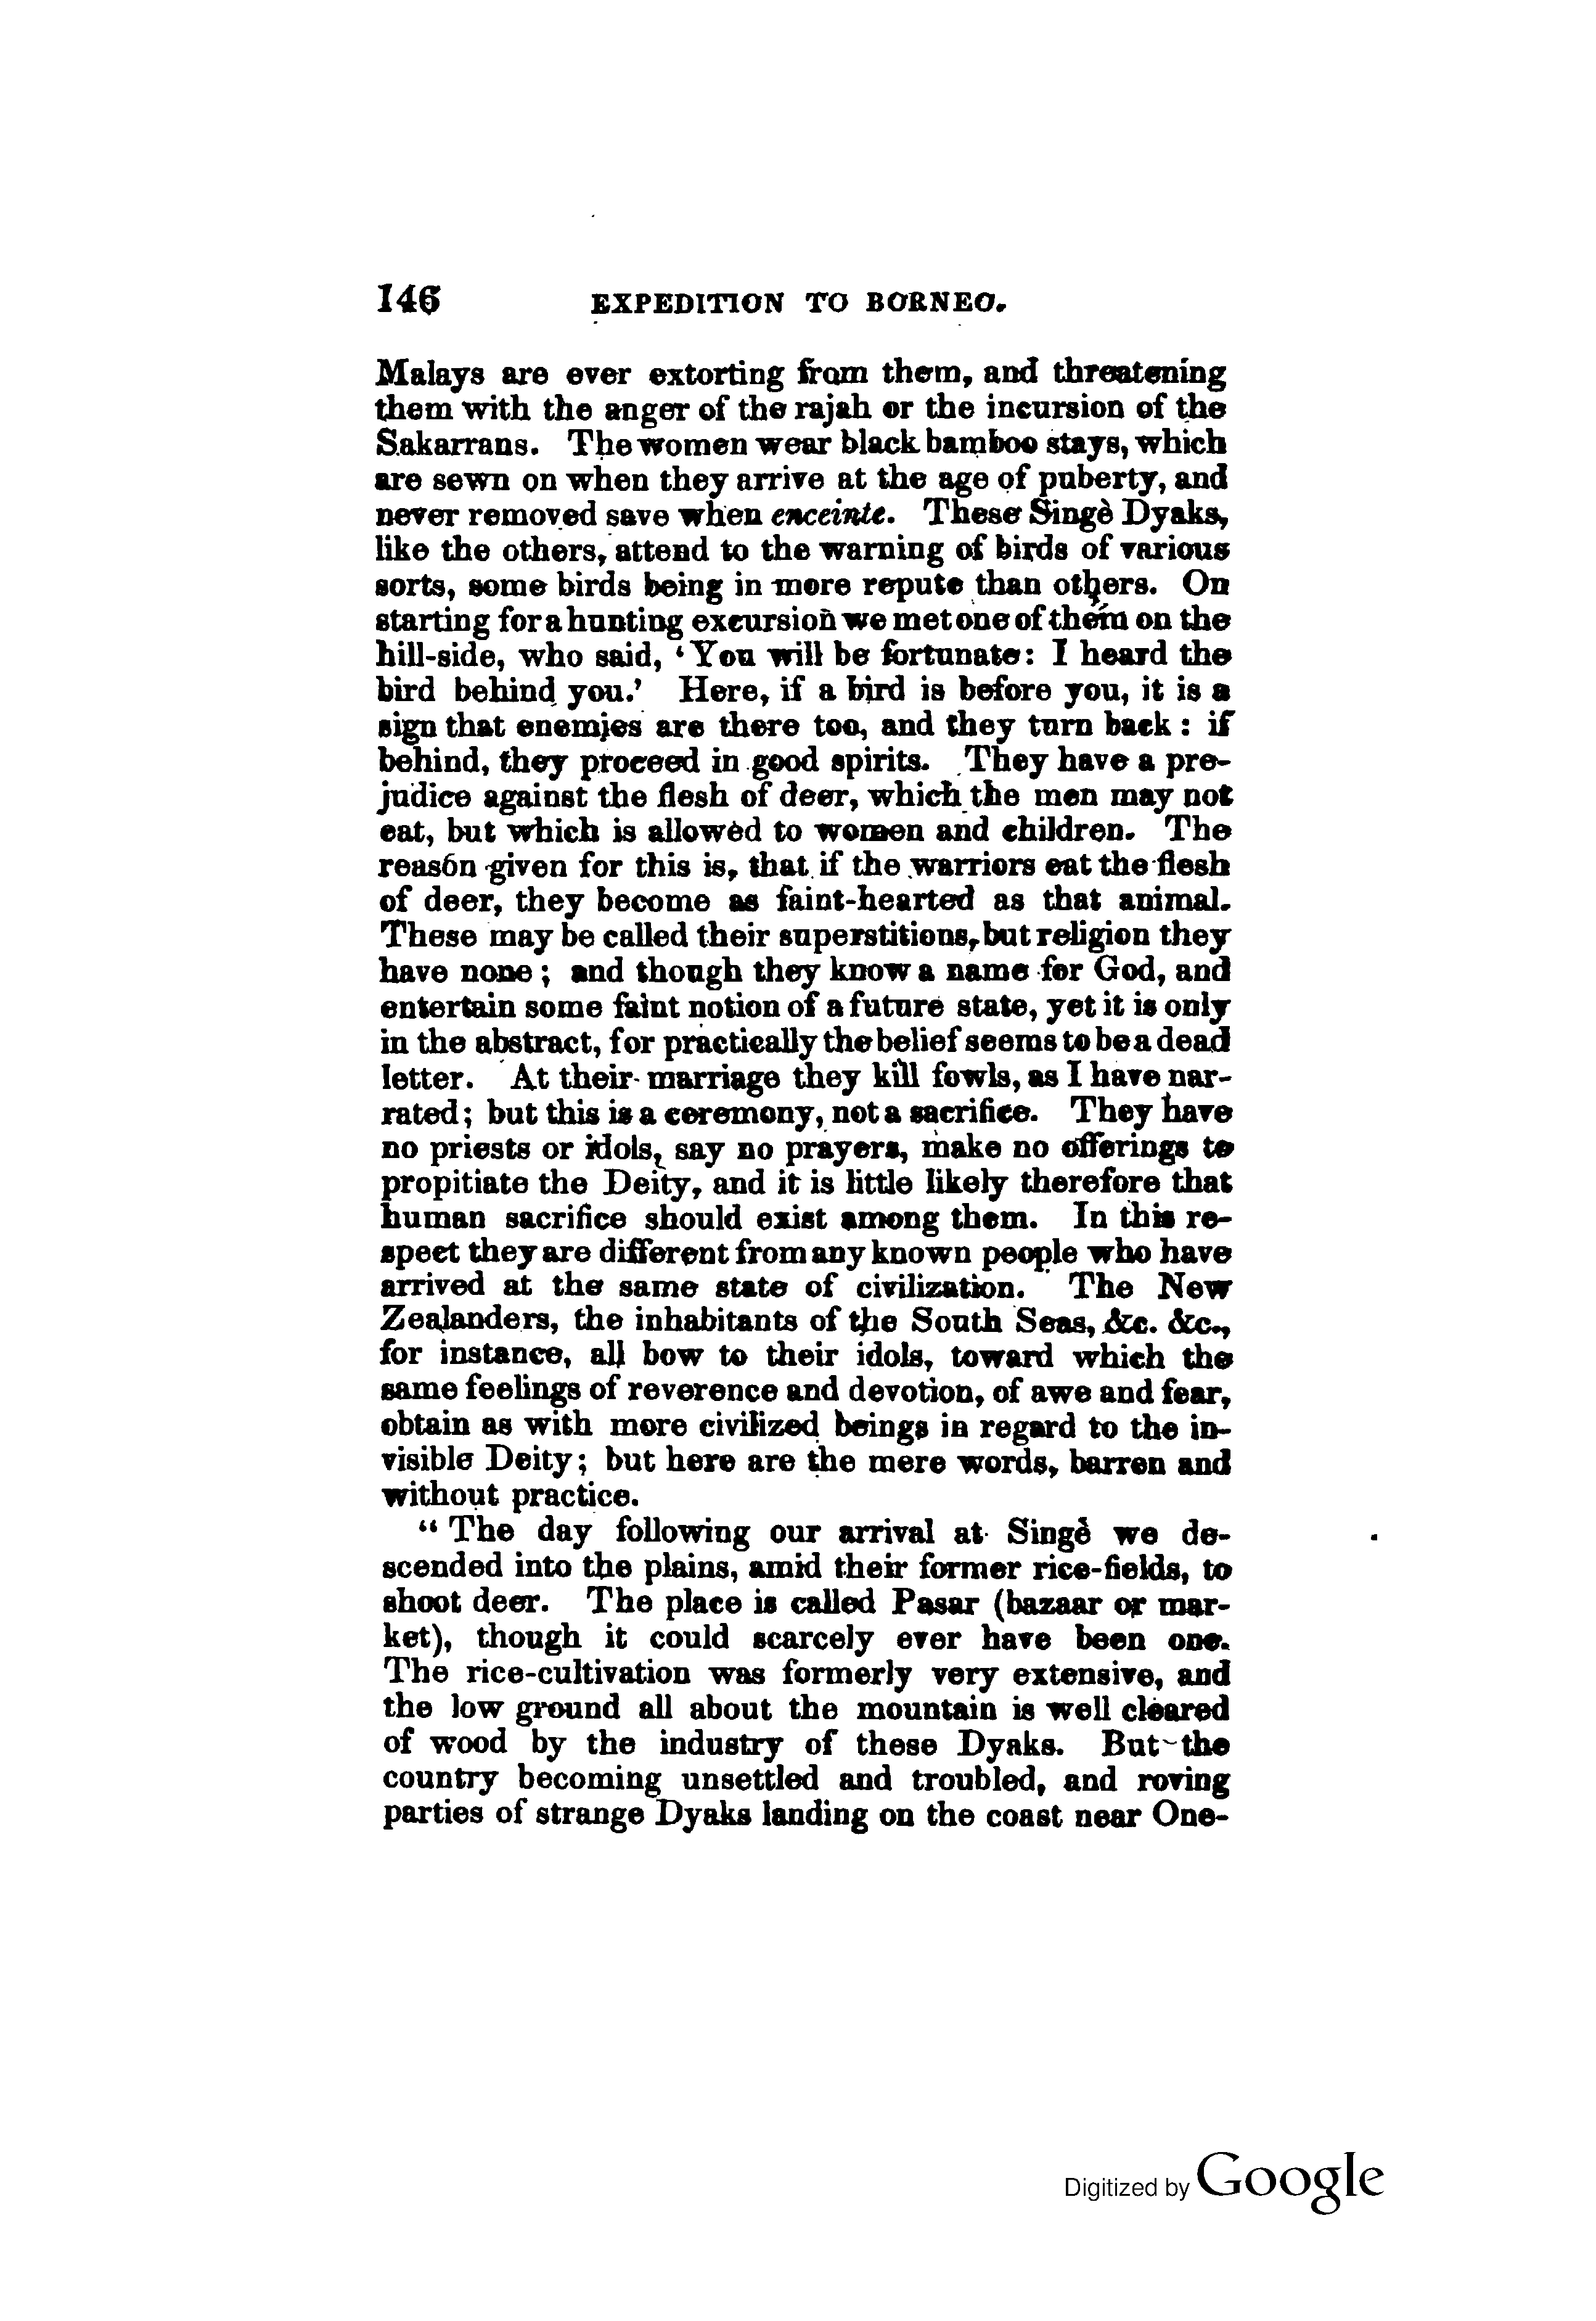 146 EXPEDITION TO BORNEO.
Malays are ever extorting from them, and threatening
them with the anger of the rajah or the incursion of the
Sakarrans. The women wear black bamboo stays, which
are sewn on when they arrive at the age of puberty, and
never removed save when enceinte. These Singè Dyaks,
like the others, attend to the warning of birds of various
sorts, some birds being in more repute than others. On
starting for a hunting excursion we met one of them on the
hill-side, who said, ‘You will be fortunate: I heard the
bird behind you.’ Here, if a bird is before you, it is a
sign that enemies are there too, and they turn back: if
behind, they proceed in good spirits. They have a pre-
judice against the flesh of deer, which the men may not
eat, but which is allowed to women and children. The
reason given for this is, that if the warriors eat the flesh
of deer, they become as faint-hearted as that animal.
These may be called their superstitions, but religion they
have none; and though they know a name for God, and
entertain some faint notion of a future state, yet it is only
in the abstract, for practically the belief seems to be a dead
letter. At their marriage they kill fowls, as I have nar-
rated; but this is a ceremony, not a sacrifice. They have
no priests or idols, say no prayers, make no offerings to
propitiate the Deity, and it is little likely therefore that
human sacrifice should exist among them. In this re-
spect they are different from any known people who have
arrived at the same state of civilization. The New
Zealanders, the inhabitants of the South Seas, &c. &c.,
for instance, all bow to their idols, toward which the
same feelings of reverence and devotion, of awe and fear,
obtain as with more civilized beings in regard to the in-
visible Deity; but here are the mere words, barren and
without practice.
“The day following our arrival at Singè we de-
scended into the plains, amid their former rice-fields, to
shoot deer. The place is called Pasar (bazaar or mar-
ket), though it could scarcely ever have been one.
The rice-cultivation was formerly very extensive, and
the low ground all about the mountain is well cleared
of wood by the industry of these Dyaks. But the
country becoming unsettled and troubled, and roving
parties of strange Dyaks landing on the coast near One-
Digitized by Google